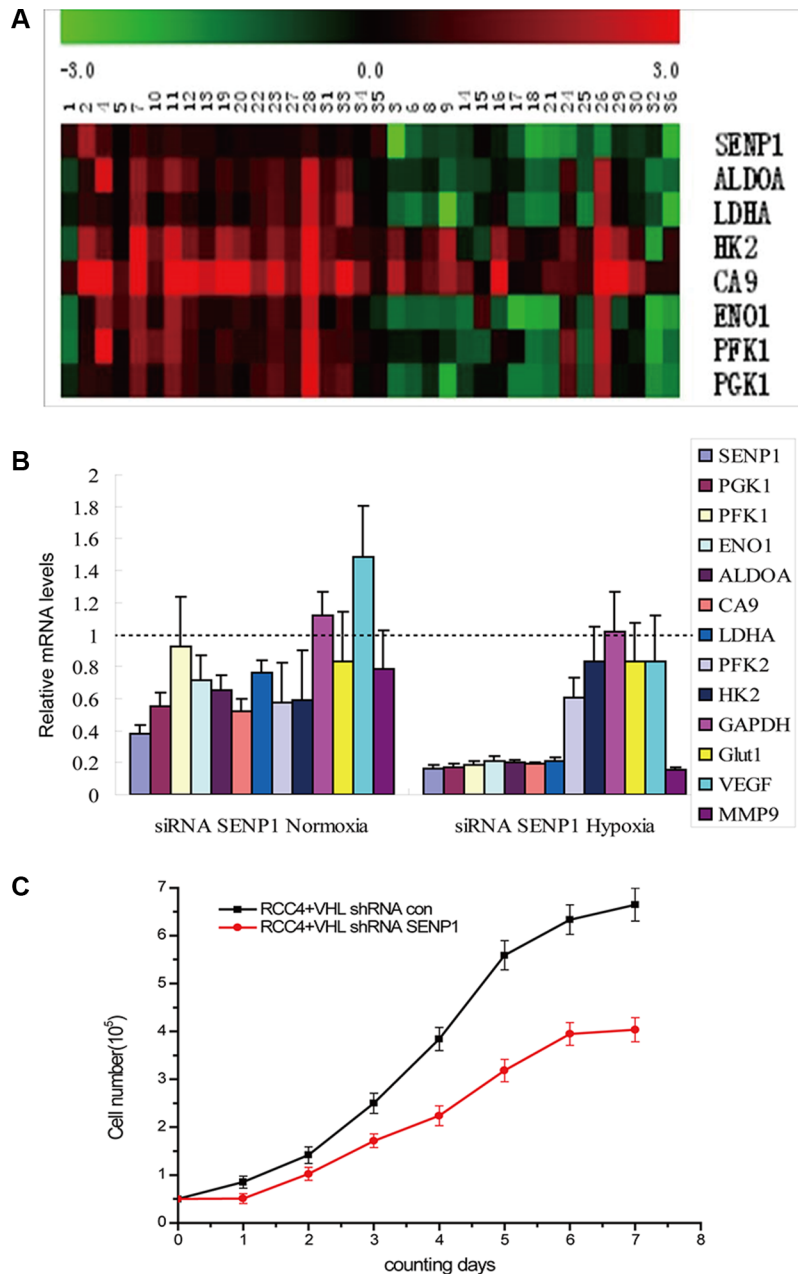 A
-3.0 0.0 3.0
1 2 4 5 7 10 11 12 13 19 20 22 23 27 28 31 33 34 35 3 6 8 9 14 15 16 17 18 21 24 25 26 29 30 32 36
SENP1
ALDOA
LDHA
HK2
CA9
ENO1
PFK1
PGK1
B
Relative mRNA levels
2
1.8
1.6
1.4
1.2
1
0.8
0.6
0.4
0.2
0
siRNA SENP1 Normoxia
siRNA SENP1 Hypoxia
SENP1
PGK1
PFK1
ENO1
ALDOA
CA9
LDHA
PFK2
HK2
GAPDH
Glut1
VEGF
MMP9
C
RCC4+VHL shRNA con
RCC4+VHL shRNA SENP1
Cell number(10⁵)
7
6
5
4
3
2
1
0
0 1 2 3 4 5 6 7 8
counting days